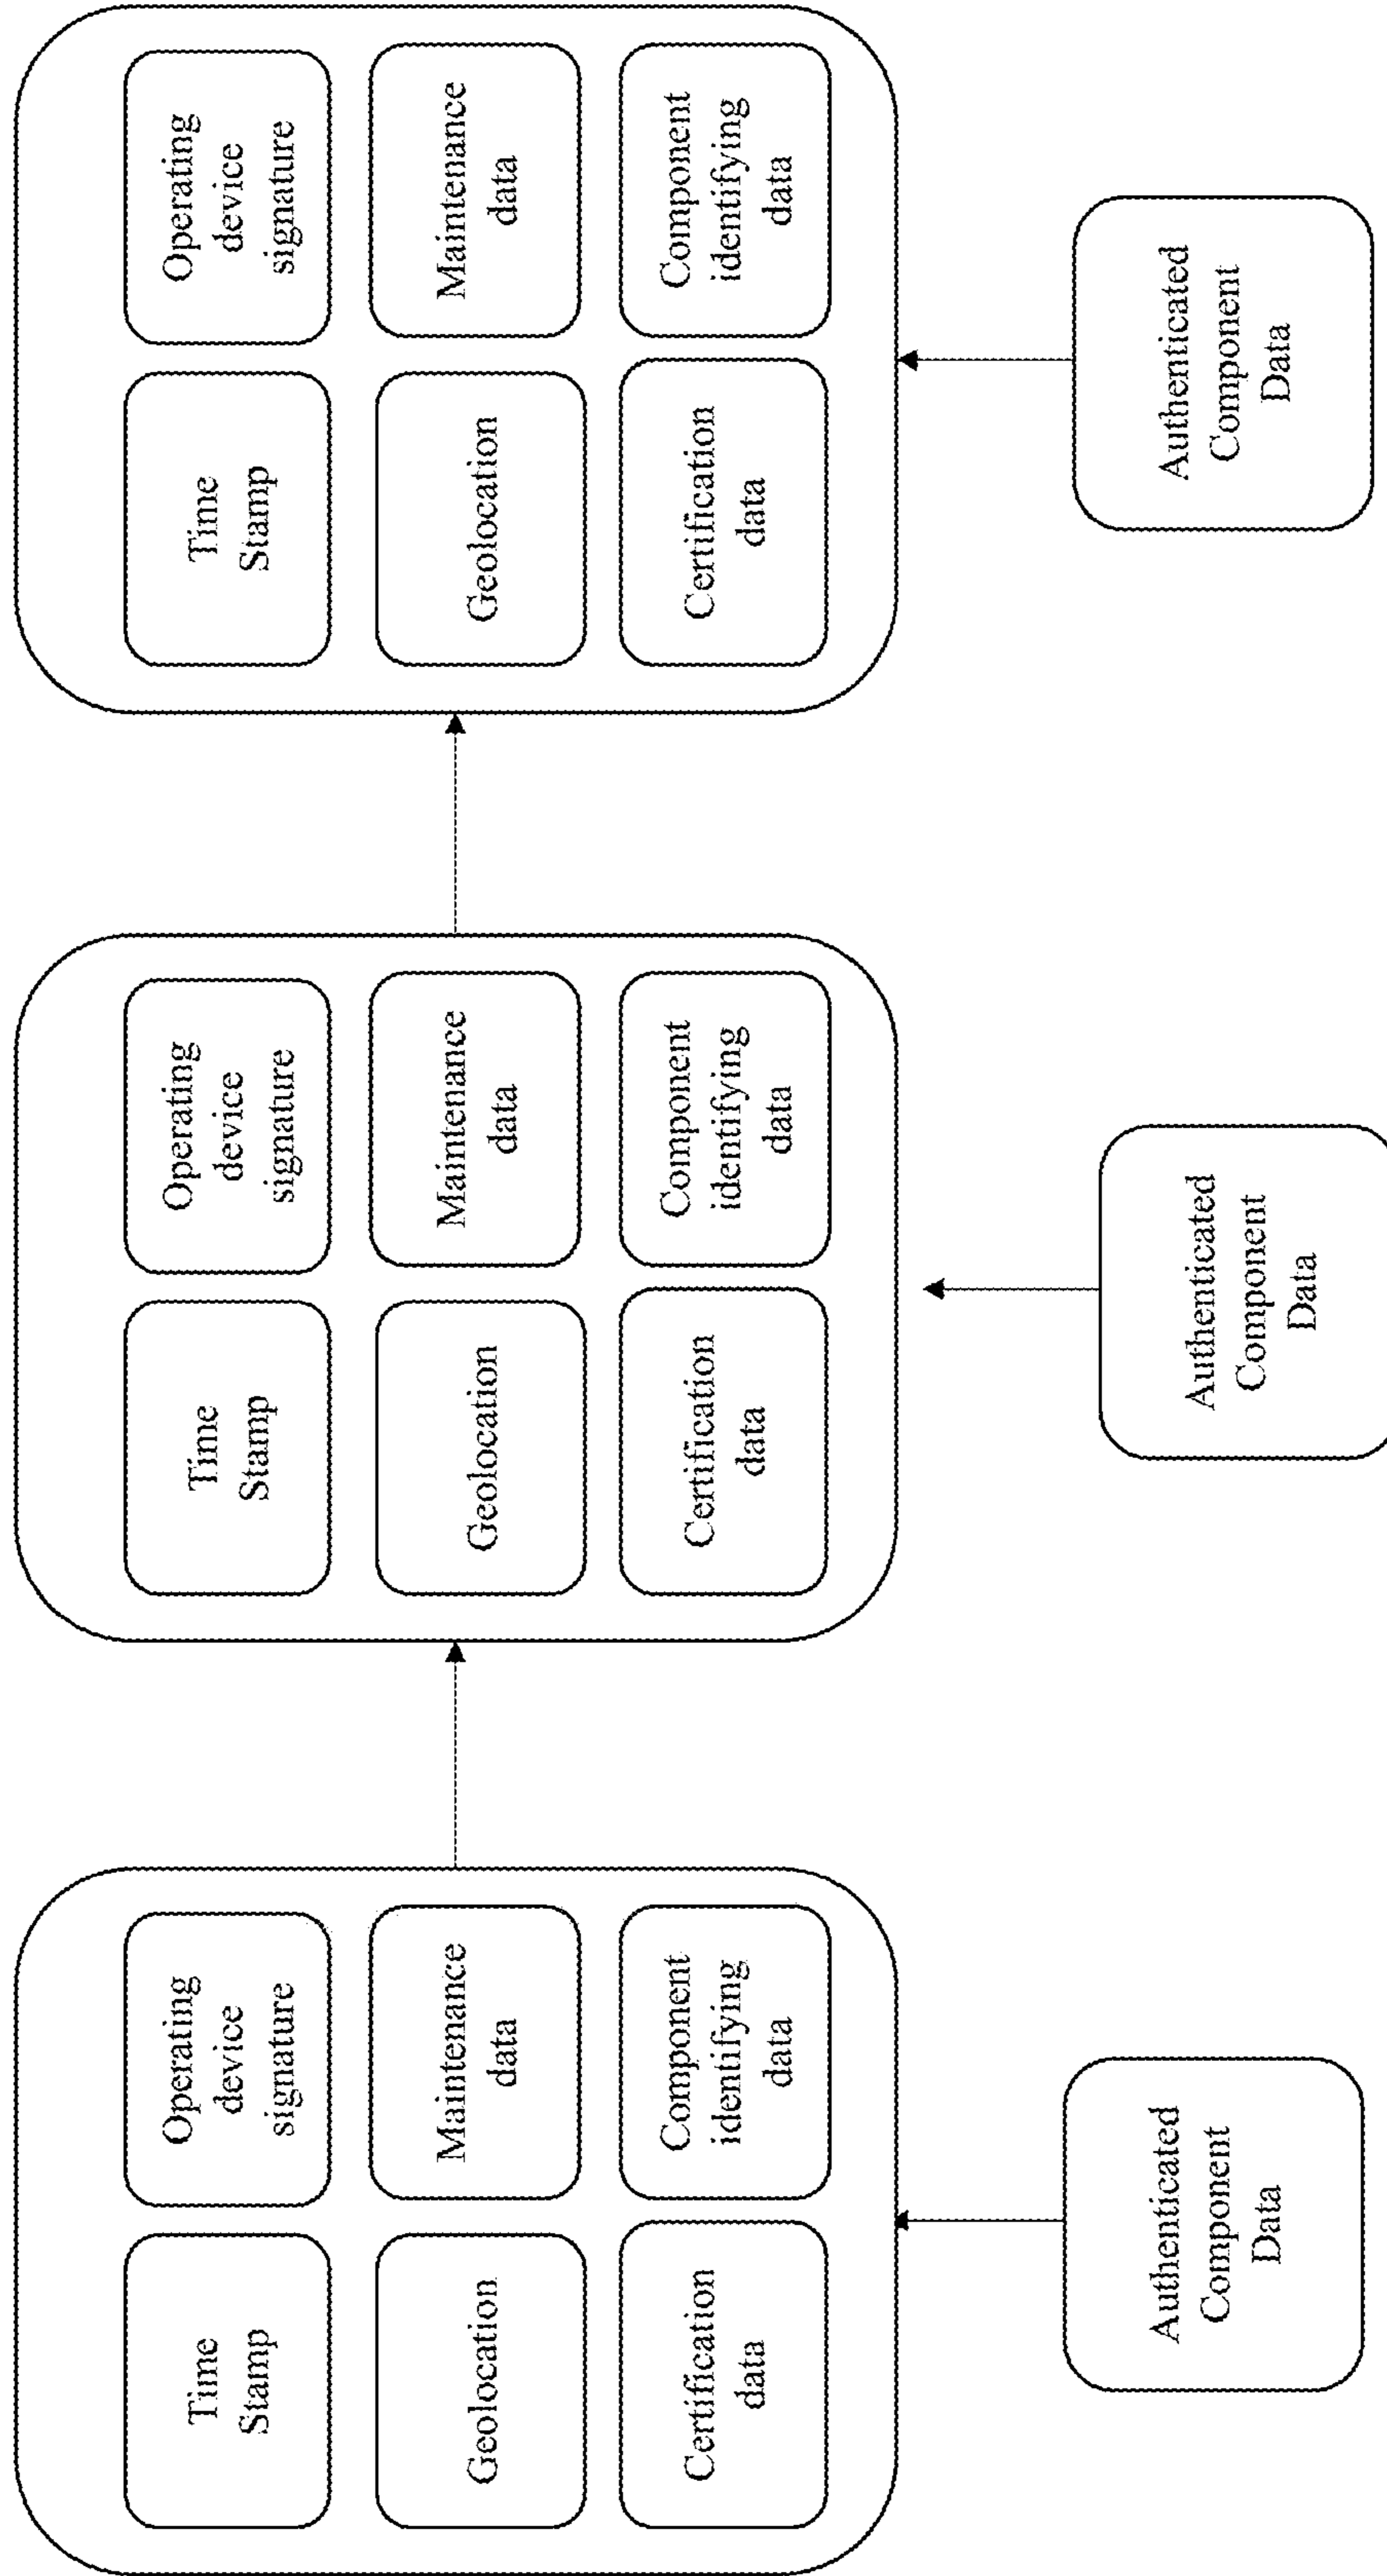 Time
Stamp
Operating
device
signature
Geolocation
Maintenance
data
Certification
data
Component
identifying
data
Authenticated
Component
Data
Time
Stamp
Operating
device
signature
Geolocation
Maintenance
data
Certification
data
Component
identifying
data
Authenticated
Component
Data
Time
Stamp
Operating
device
signature
Geolocation
Maintenance
data
Certification
data
Component
identifying
data
Authenticated
Component
Data